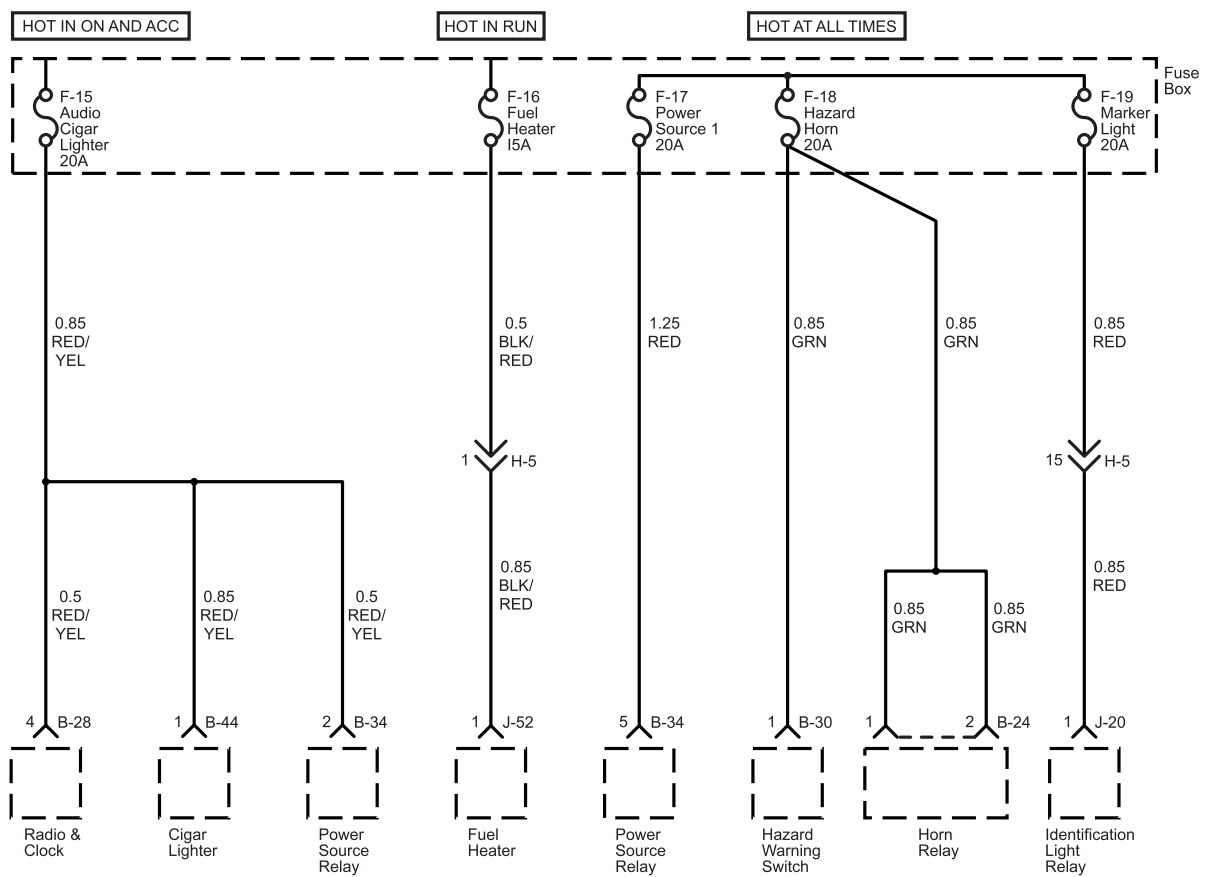 HOT IN ON AND ACC
HOT IN RUN
HOT AT ALL TIMES
Fuse
Box
F-15
Audio
Cigar
Lighter
20A
F-16
Fuel
Heater
I5A
F-17
Power
Source 1
20A
F-18
Hazard
Horn
20A
F-19
Marker
Light
20A
0.85
RED/
YEL
0.5
BLK/
RED
1.25
RED
0.85
GRN
0.85
GRN
0.85
RED
1 H-5
15 H-5
0.5
RED/
YEL
0.85
RED/
YEL
0.5
RED/
YEL
0.85
BLK/
RED
0.85
GRN
0.85
GRN
0.85
RED
4 B-28
1 B-44
2 B-34
1 J-52
5 B-34
1 B-30
1
2 B-24
1 J-20
Radio &
Clock
Cigar
Lighter
Power
Source
Relay
Fuel
Heater
Power
Source
Relay
Hazard
Warning
Switch
Horn
Relay
Identification
Light
Relay